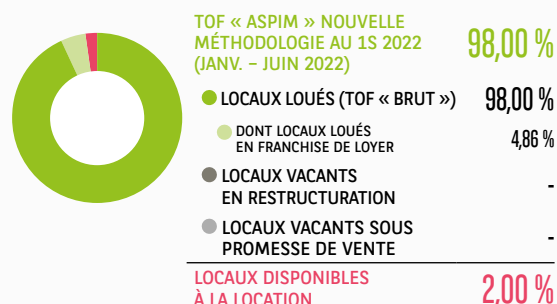 TOF « ASPIM » NOUVELLE
MÉTHODOLOGIE AU 1S 2022
(JANV. – JUIN 2022)
98,00 %
LOCAUX LOUÉS (TOF « BRUT »)
98,00 %
DONT LOCAUX LOUÉS
EN FRANCHISE DE LOYER
4,86 %
LOCAUX VACANTS
EN RESTRUCTURATION
-
LOCAUX VACANTS SOUS
PROMESSE DE VENTE
-
LOCAUX DISPONIBLES
À LA LOCATION
2,00 %